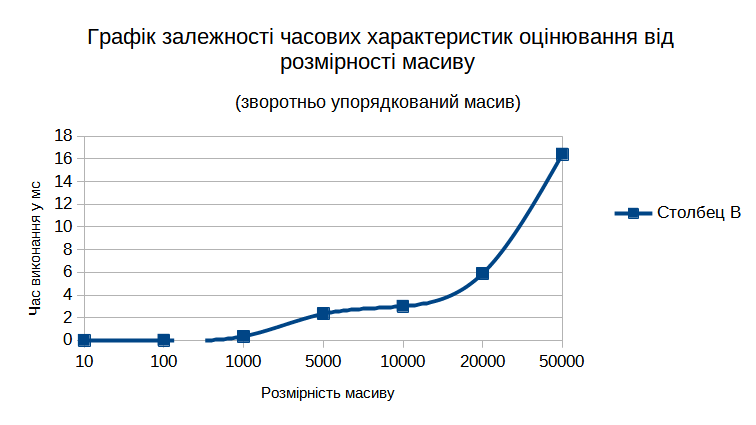 Графік залежності часових характеристик оцінювання від
розмірності масиву
(зворотньо упорядкований масив)
Час виконання у мс
18
16
14
12
10
8
6
4
2
0
10 100 1000 5000 10000 20000 50000
Розмірність масиву
Столбец B